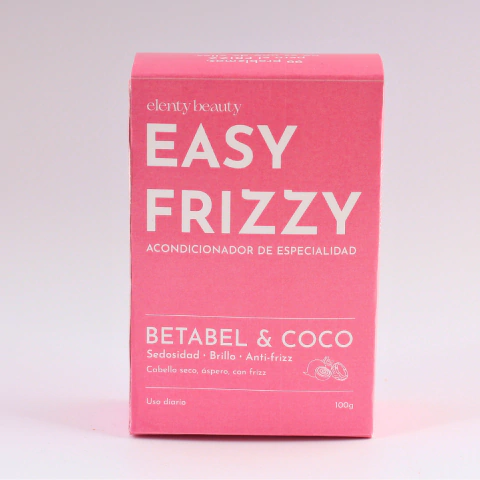 elenty beauty
EASY
FRIZZY
ACONDICIONADOR DE ESPECIALIDAD
BETABEL & COCO
Sedosidad · Brillo · Anti-frizz
Cabello seco, áspero, con frizz
Uso diario
100g